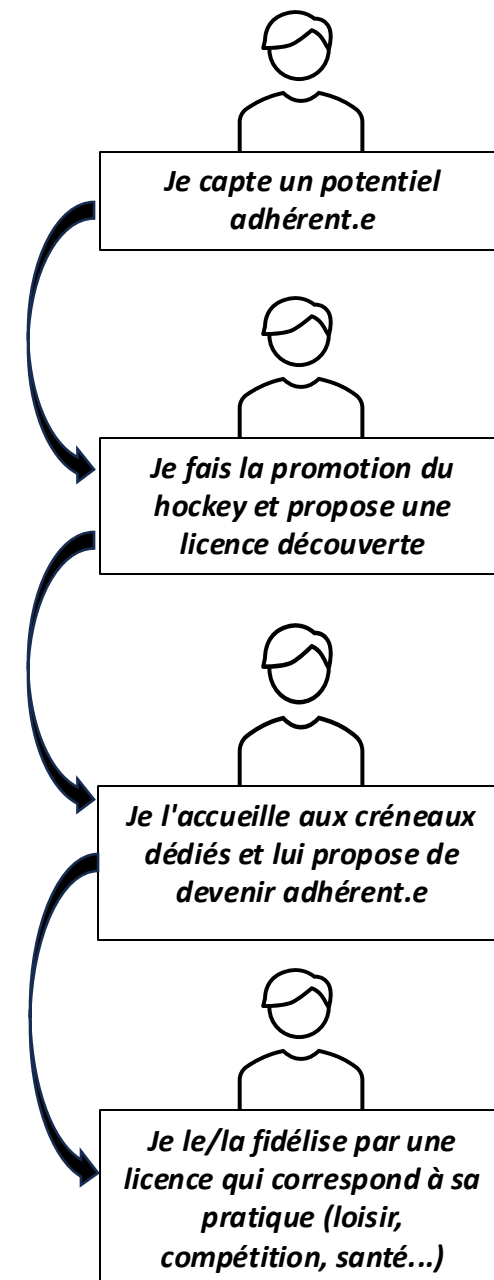 Je capte un potentiel
adhérent.e
Je fais la promotion du
hockey et propose une
licence découverte
Je l'accueille aux créneaux
dédiés et lui propose de
devenir adhérent.e
Je le/la fidélise par une
licence qui correspond à sa
pratique (loisir,
compétition, santé...)